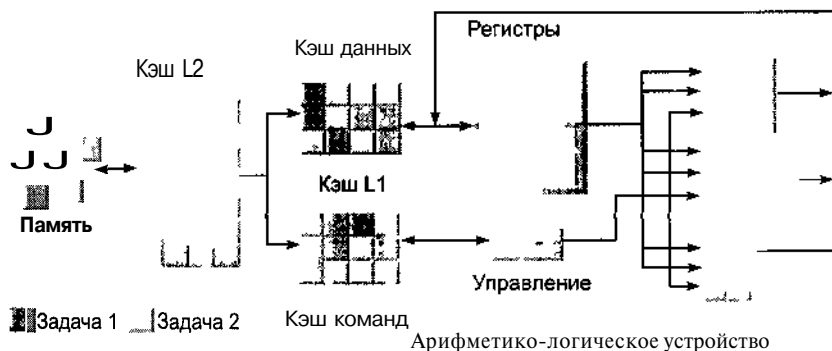 Кэш данных
Регистры
Кэш L2
Кэш L1
Память
Управление
Задача 1
Задача 2
Кэш команд
Арифметико-логическое устройство